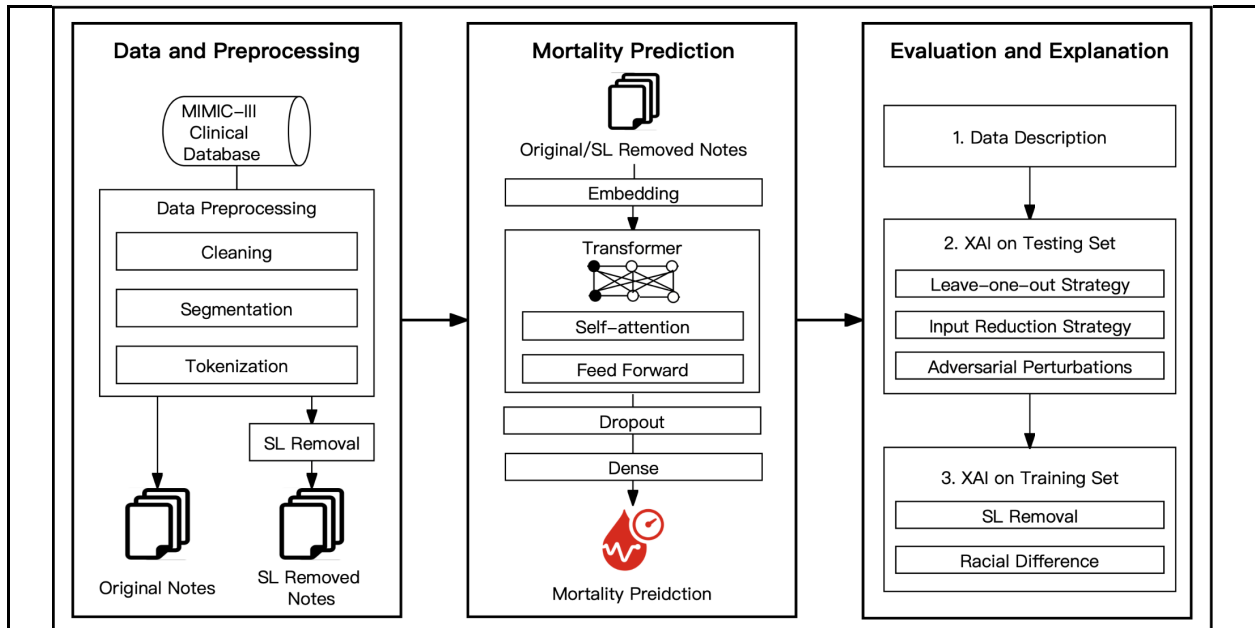 Data and Preprocessing
MIMIC-III
Clinical
Database
Data Preprocessing
Cleaning
Segmentation
Tokenization
SL Removal
Original Notes
SL Removed
Notes
Mortality Prediction
Original/SL Removed Notes
Embedding
Transformer
Self-attention
Feed Forward
Dropout
Dense
Mortality Preidction
Evaluation and Explanation
1. Data Description
2. XAI on Testing Set
Leave-one-out Strategy
Input Reduction Strategy
Adversarial Perturbations
3. XAI on Training Set
SL Removal
Racial Difference